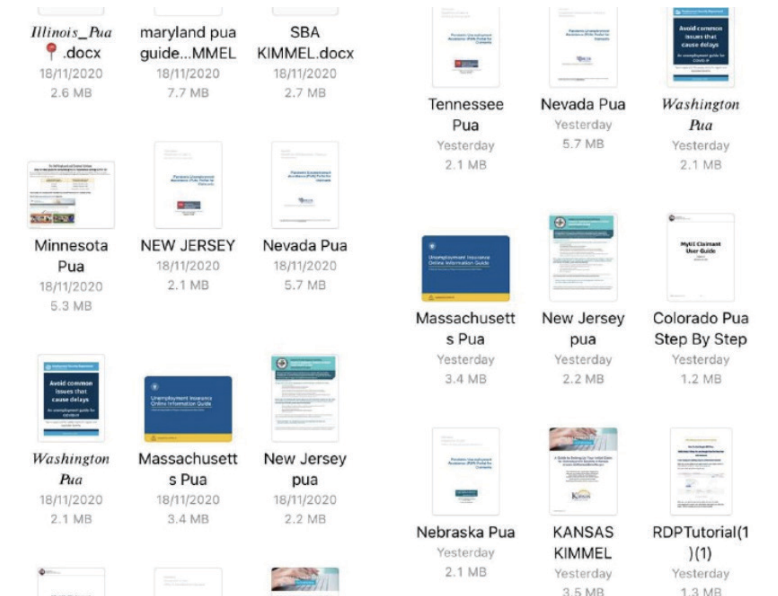 Illinois_Pua
📍.docx
18/11/2020
2.6 MB
maryland pua
guide...MMEL
18/11/2020
7.7 MB
SBA
KIMMEL.docx
18/11/2020
2.7 MB
Minnesota
Pua
18/11/2020
5.3 MB
NEW JERSEY
18/11/2020
2.1 MB
Nevada Pua
18/11/2020
5.7 MB
Avoid common
issues that
cause delays
Washington
Pua
18/11/2020
2.1 MB
Unemployment Insurance
Online Information Guide
Massachusett
s Pua
18/11/2020
3.4 MB
New Jersey
pua
18/11/2020
2.2 MB
Tennessee
Pua
Yesterday
2.1 MB
Nevada Pua
Yesterday
5.7 MB
Avoid common
issues that
cause delays
Washington
Pua
Yesterday
2.1 MB
Unemployment Insurance
Online Information Guide
Massachusett
s Pua
Yesterday
3.4 MB
New Jersey
pua
Yesterday
2.2 MB
MyUI Claimant
User Guide
Colorado Pua
Step By Step
Yesterday
1.2 MB
Nebraska Pua
Yesterday
2.1 MB
KANSAS
KIMMEL
Yesterday
3.5 MB
RDPTutorial(1
)(1)
Yesterday
1.3 MB